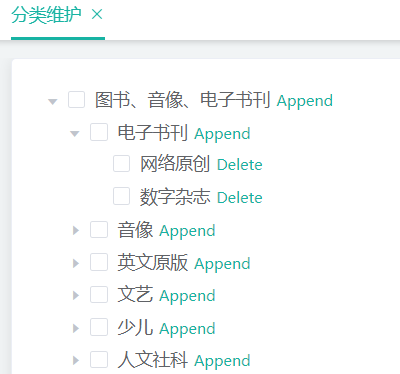 分类维护 ×
图书、音像、电子书刊 Append
电子书刊 Append
网络原创 Delete
数字杂志 Delete
音像 Append
英文原版 Append
文艺 Append
少儿 Append
人文社科 Append